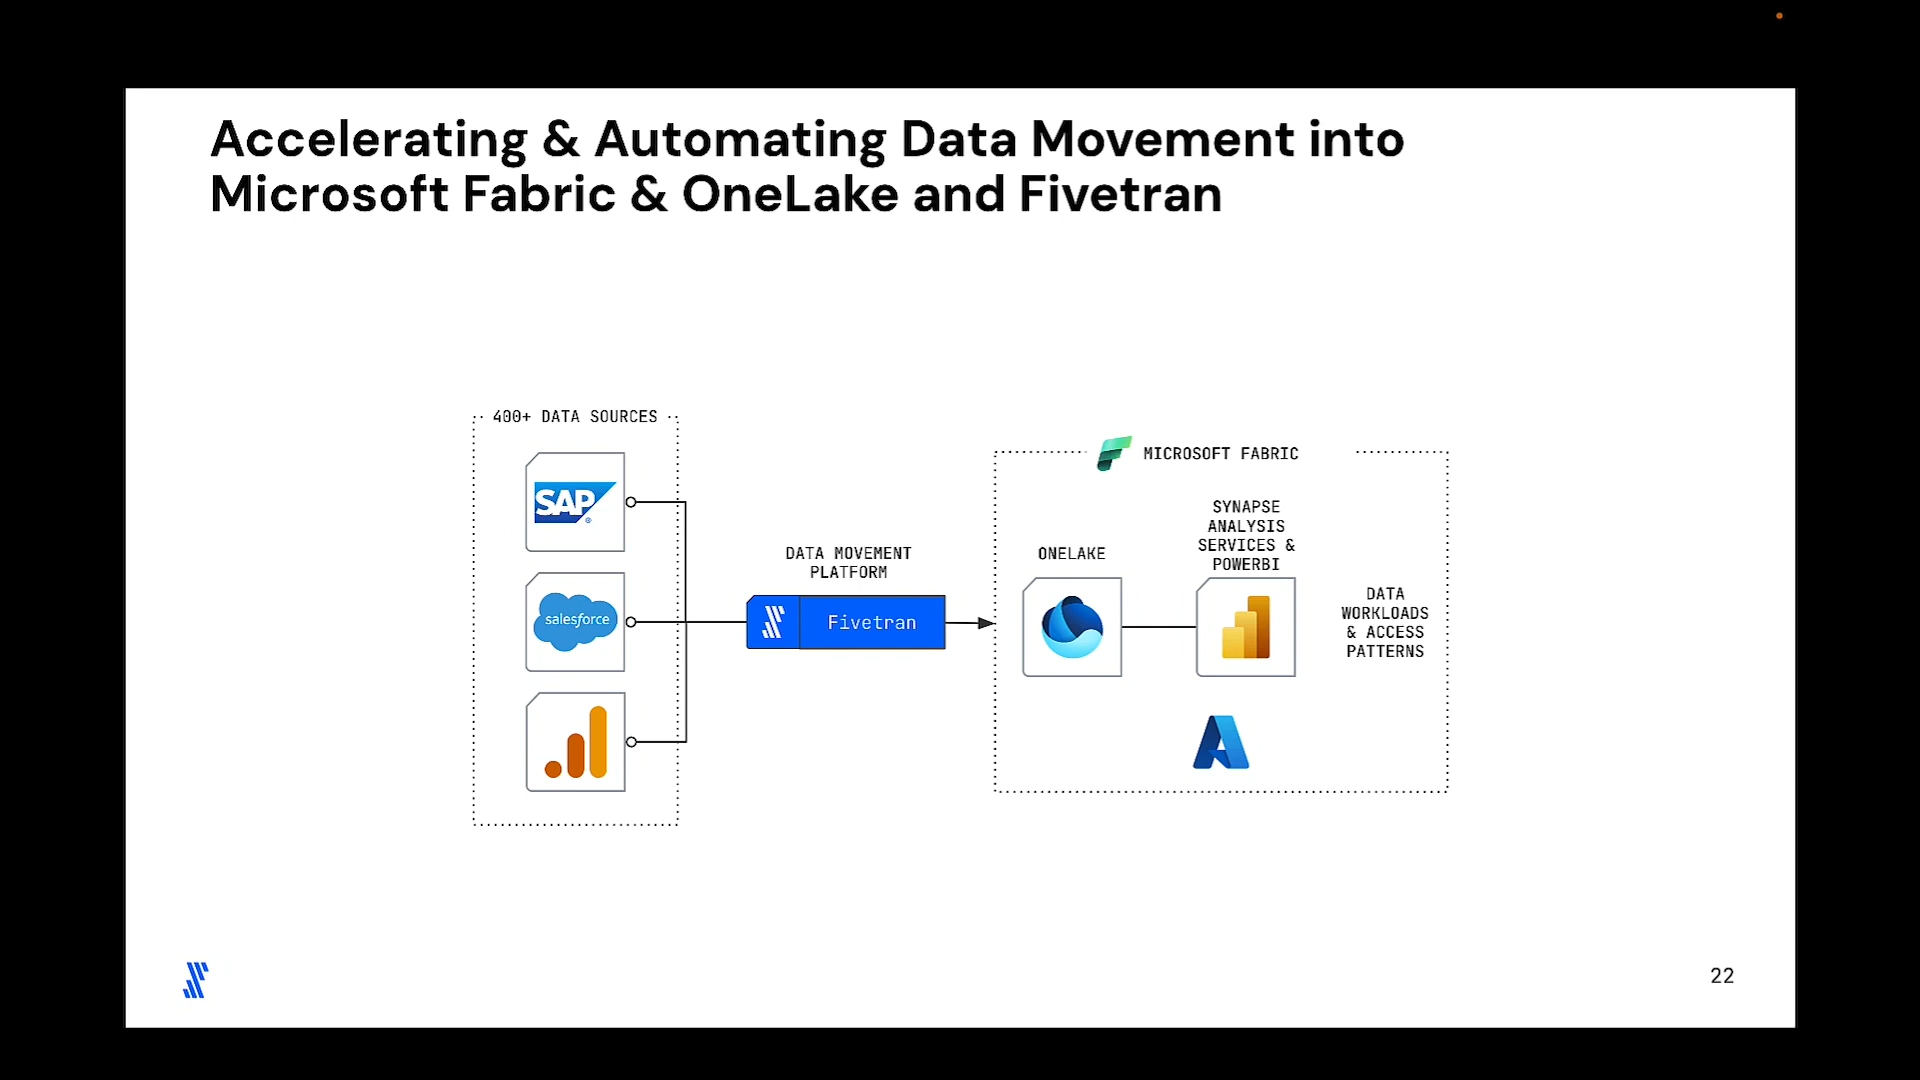 Accelerating & Automating Data Movement into
Microsoft Fabric & OneLake and Fivetran
400+ DATA SOURCES
SAP
®
salesforce
DATA MOVEMENT
PLATFORM
Fivetran
MICROSOFT FABRIC
ONELAKE
SYNAPSE
ANALYSIS
SERVICES &
POWERBI
DATA
WORKLOADS
& ACCESS
PATTERNS
22